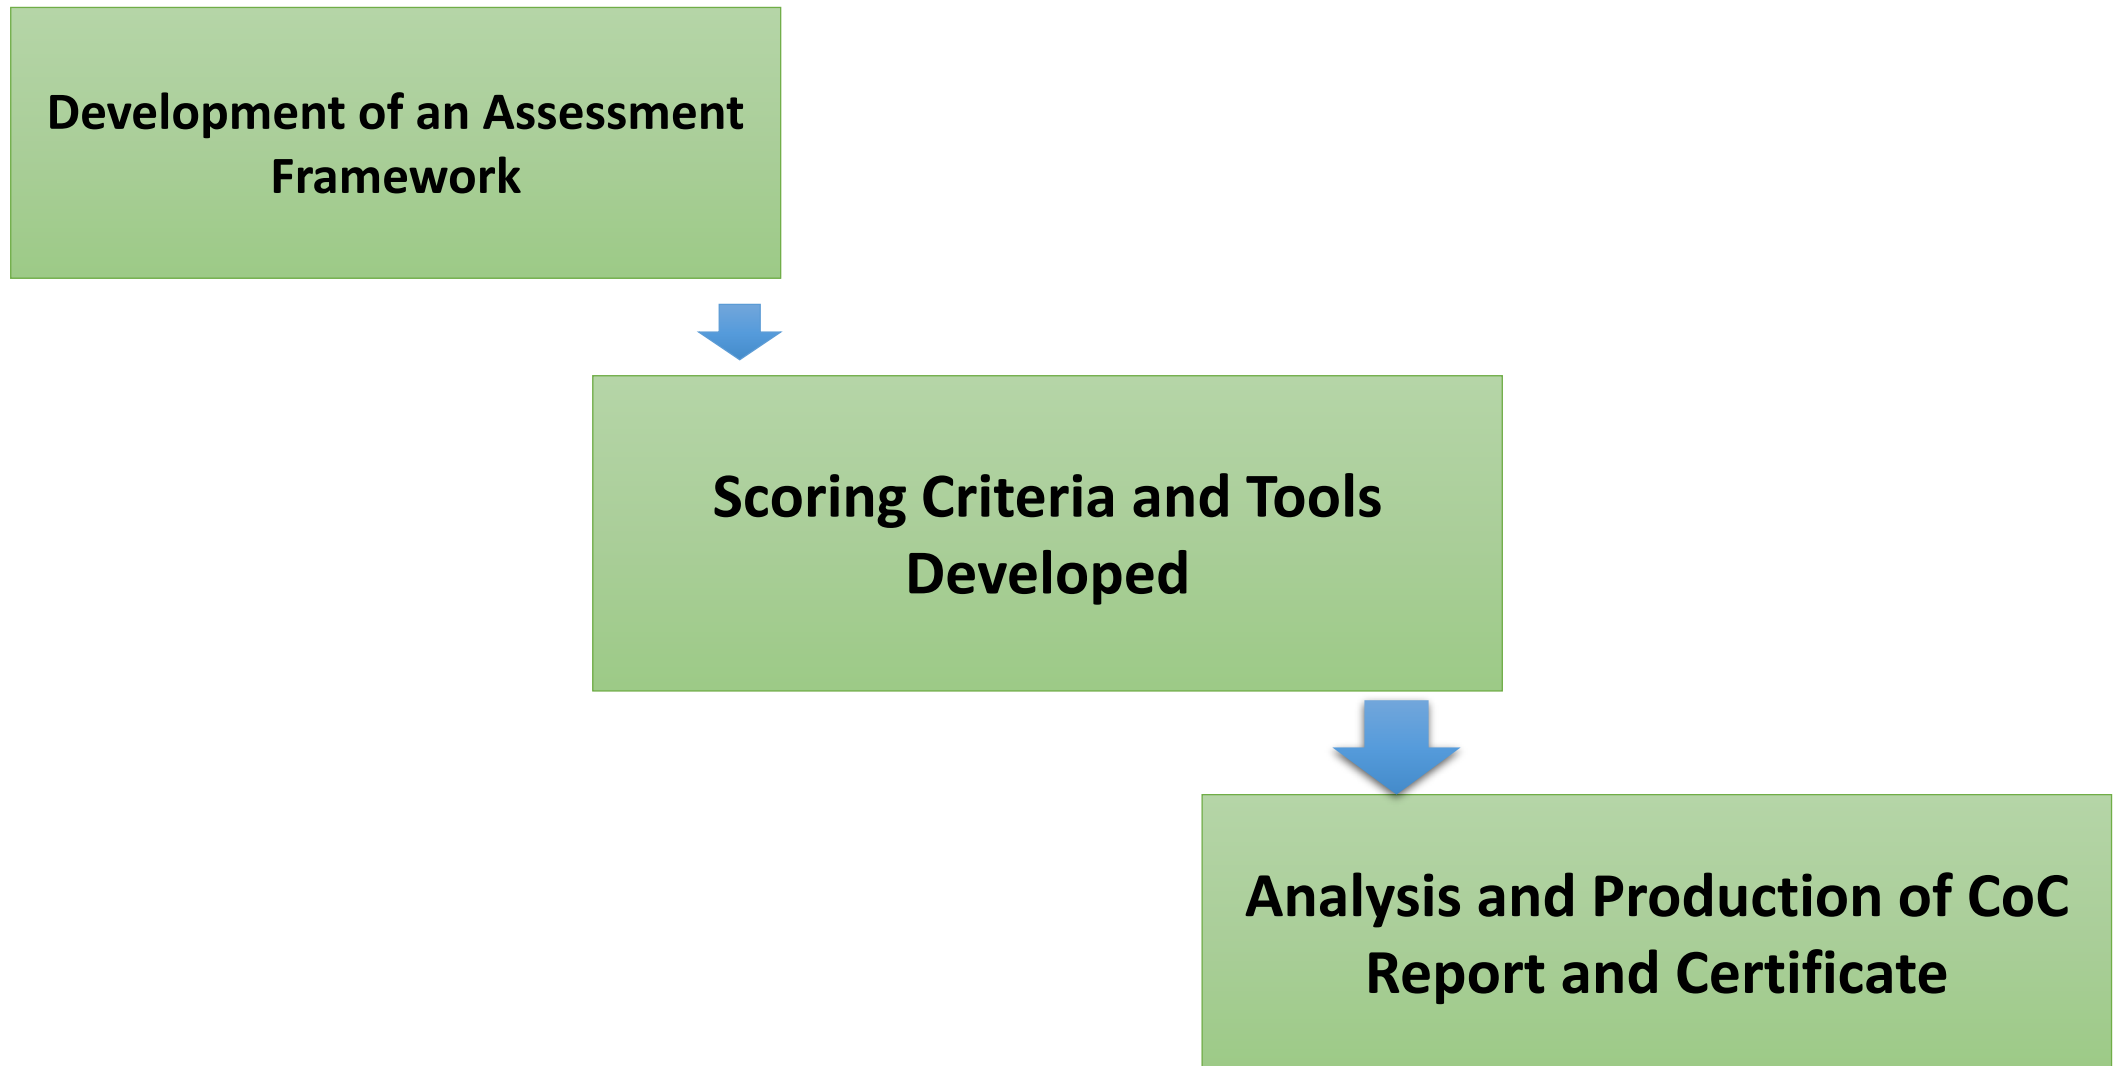 Development of an Assessment
Framework
Scoring Criteria and Tools
Developed
Analysis and Production of CoC
Report and Certificate